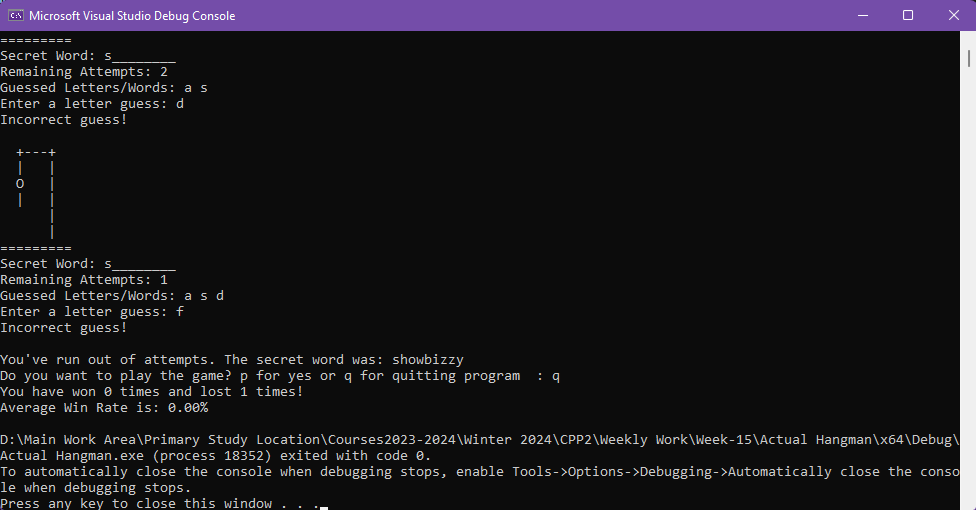 Microsoft Visual Studio Debug Console
=========
Secret Word: s________
Remaining Attempts: 2
Guessed Letters/Words: a s
Enter a letter guess: d
Incorrect guess!
  +---+
  |   |
  O   |
  |   |
      |
      |
=========
Secret Word: s________
Remaining Attempts: 1
Guessed Letters/Words: a s d
Enter a letter guess: f
Incorrect guess!
You've run out of attempts. The secret word was: showbizzy
Do you want to play the game? p for yes or q for quitting program  : q
You have won 0 times and lost 1 times!
Average Win Rate is: 0.00%
D:\Main Work Area\Primary Study Location\Courses2023-2024\Winter 2024\CPP2\Weekly Work\Week-15\Actual Hangman\x64\Debug\
Actual Hangman.exe (process 18352) exited with code 0.
To automatically close the console when debugging stops, enable Tools->Options->Debugging->Automatically close the conso
le when debugging stops.
Press any key to close this window . . .